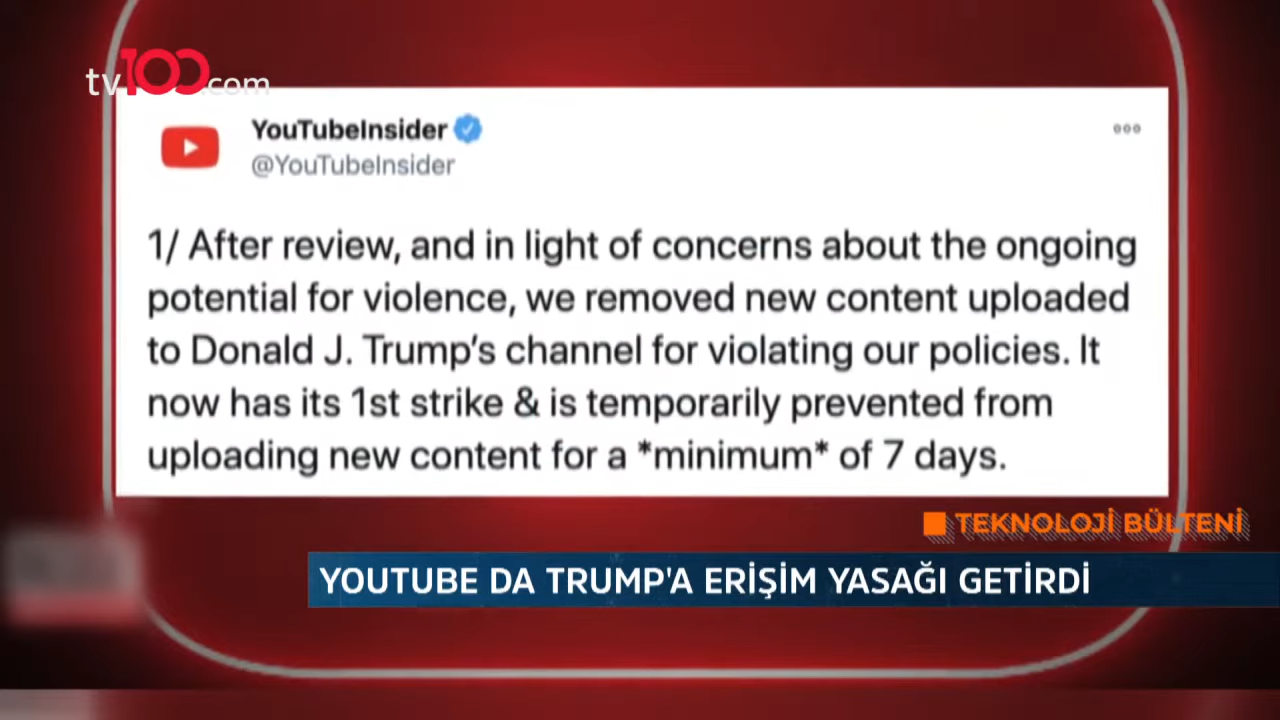 tv100.com
YouTubeInsider
@YouTubeInsider
1/ After review, and in light of concerns about the ongoing
potential for violence, we removed new content uploaded
to Donald J. Trump’s channel for violating our policies. It
now has its 1st strike & is temporarily prevented from
uploading new content for a *minimum* of 7 days.
TEKNOLOJİ BÜLTENİ
YOUTUBE DA TRUMP'A ERİŞİM YASAĞI GETİRDİ